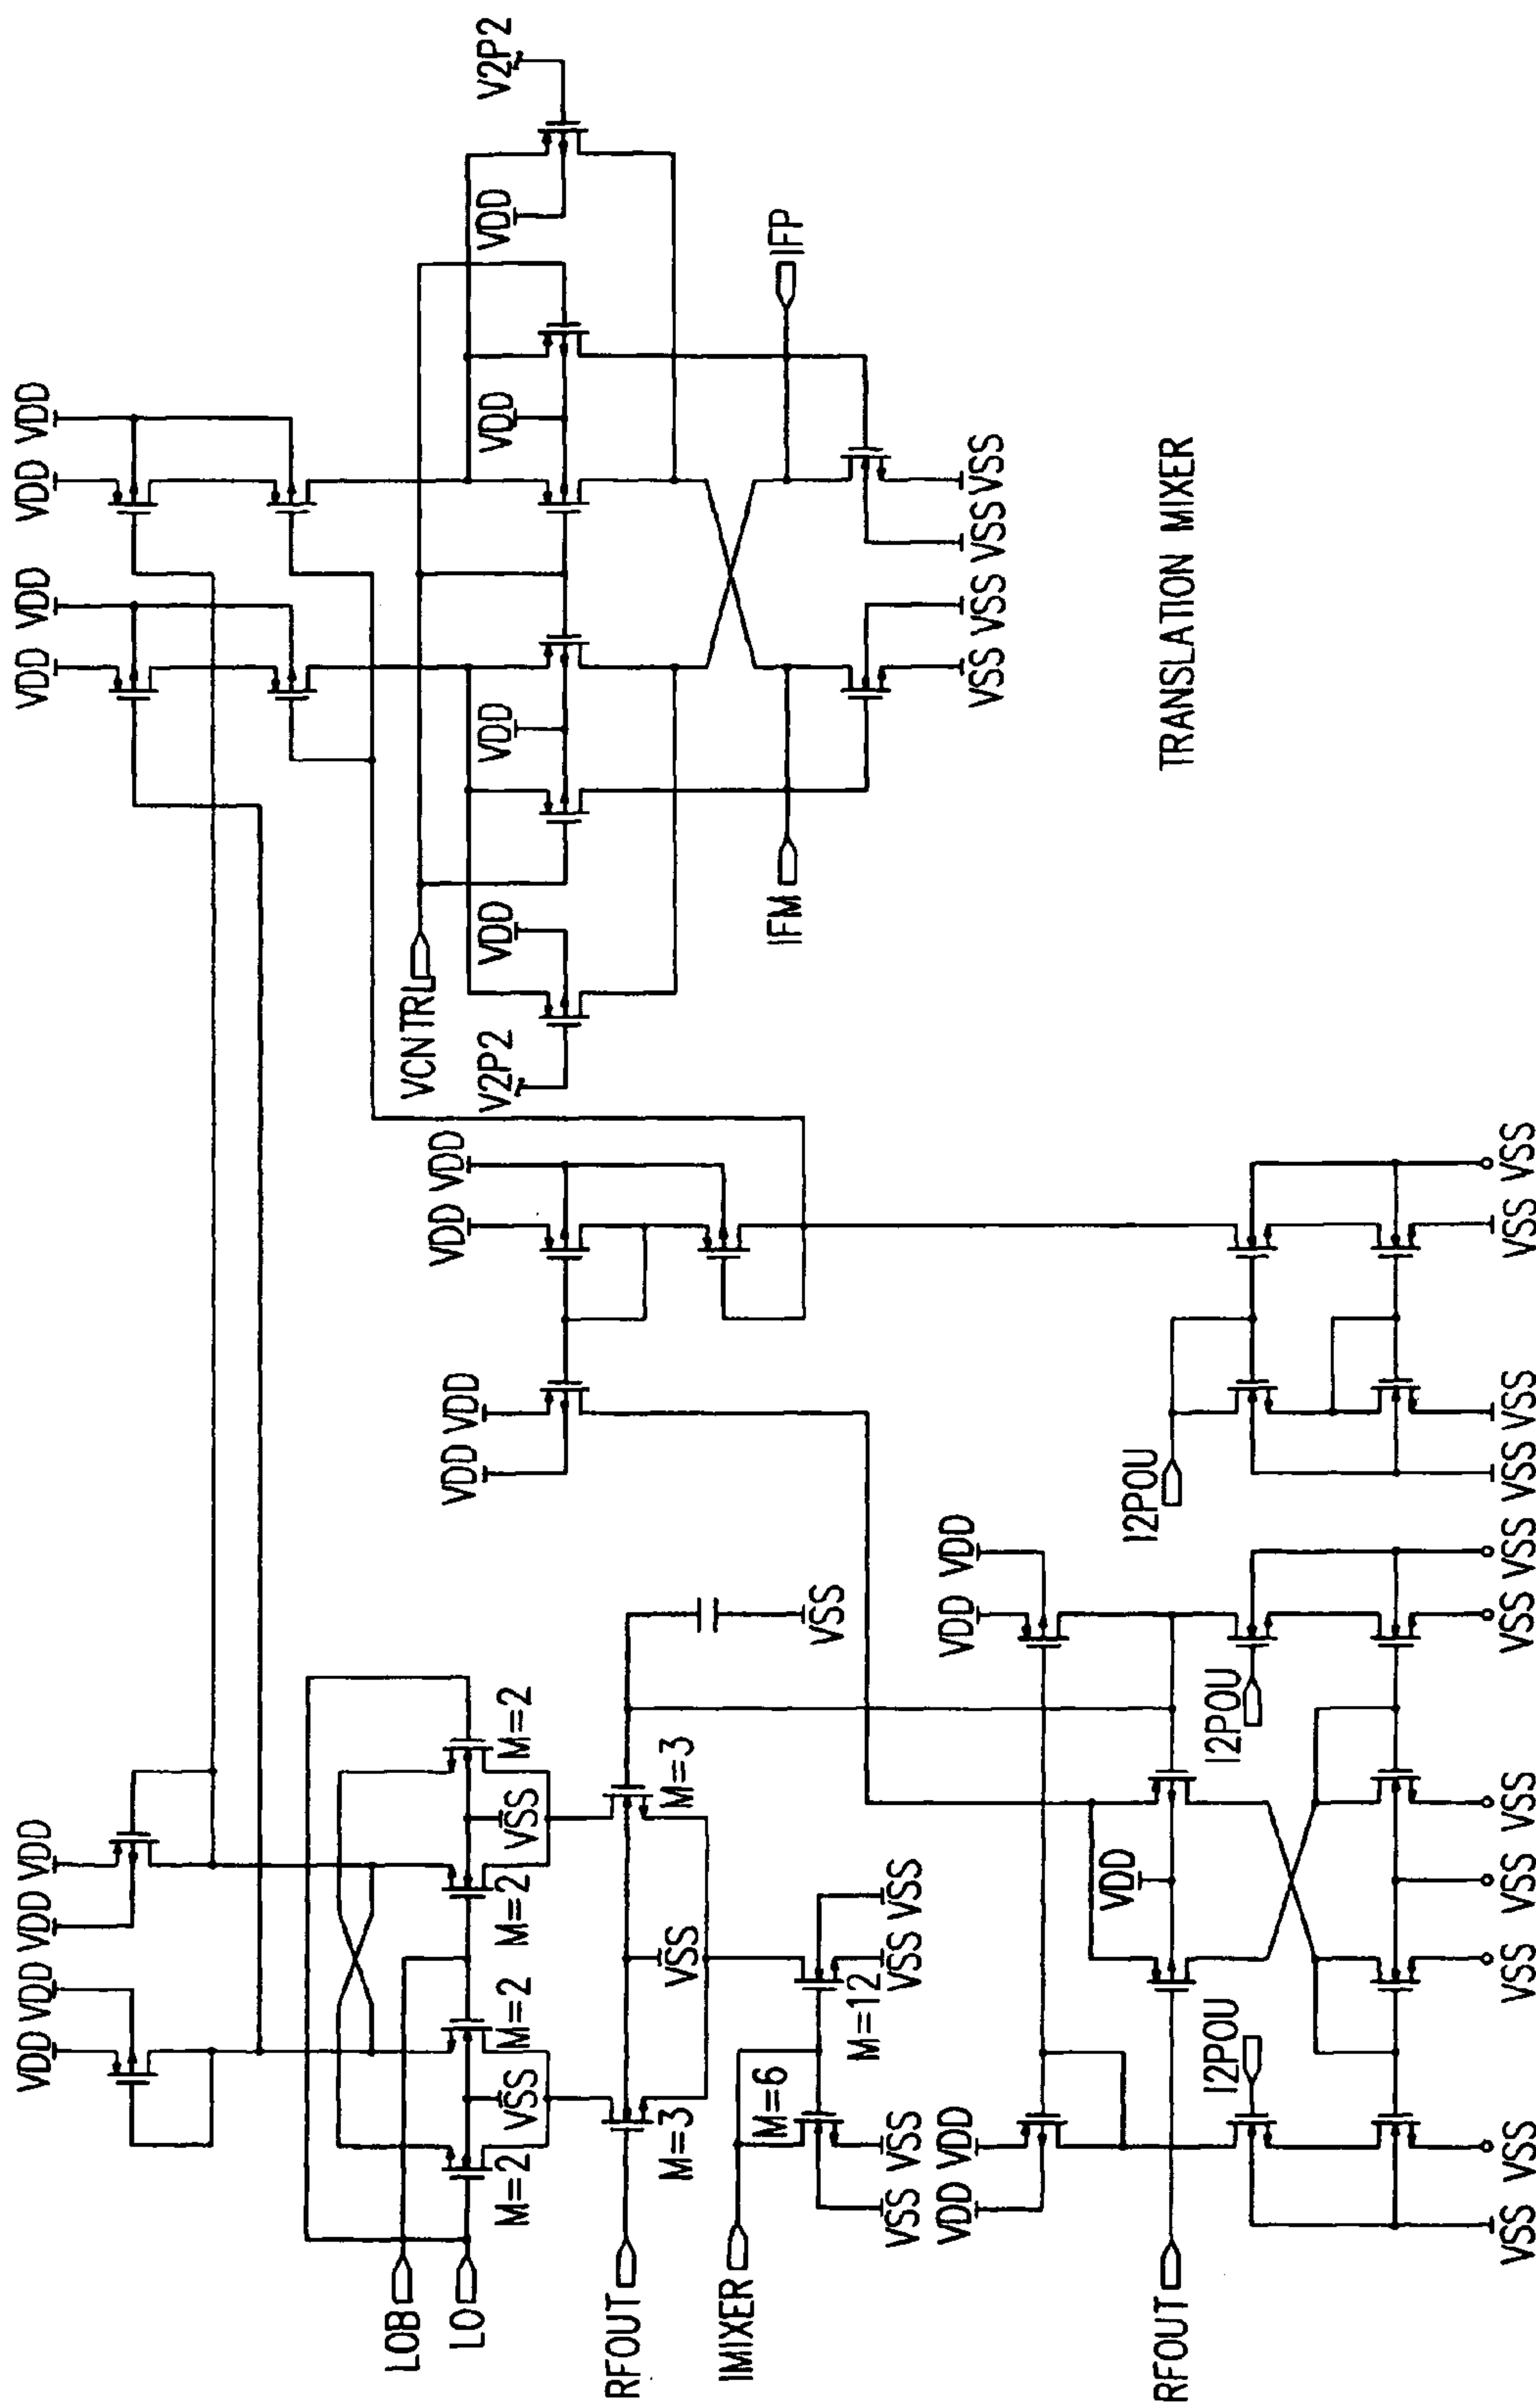 VDD VDD VDD VDD VDD VDD VDD VDD
LOB
VCNTRL
LO
VDD VDD VDD VDD
V2P2 VDD VDD VDD VDD V2P2
M=2 VSS M=2 M=2 VSS M=2
RFOUT
M=3 VSS M=3
IMIXER
M=6
IFM IFP
VSS
M=12
VSS VSS VSS VSS
VDD VDD VDD VDD
VSS VSS VSS VSS
VDD
I2POU
RFOUT
TRANSLATION MIXER
I2POU I2POU
VSS VSS VSS VSS VSS VSS VSS VSS VSS VSS VSS